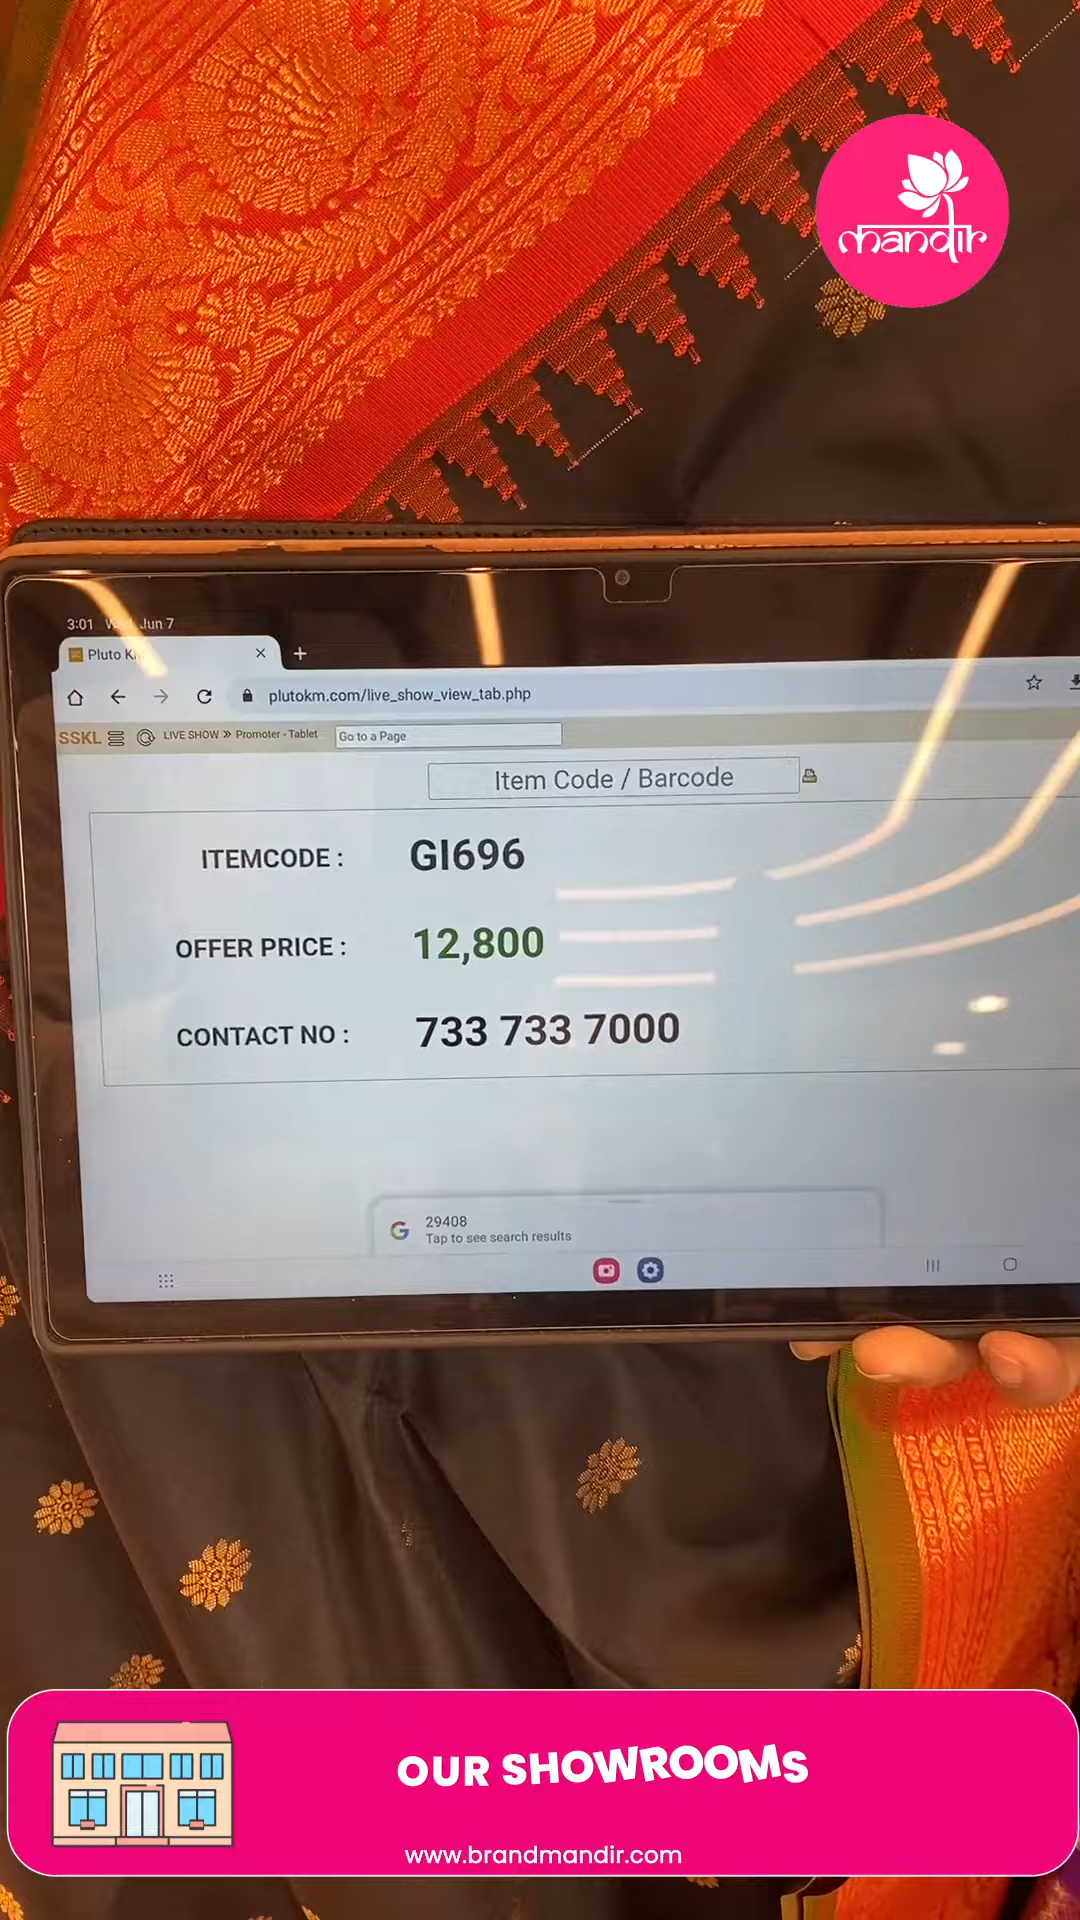 mandir
3:01 Wed, Jun 7
Pluto
plutokm.com/live_show_view_tab.php
SSKL LIVE SHOW » Promoter - Tablet Go to a Page
Item Code / Barcode
ITEMCODE : GI696
OFFER PRICE : 12,800
CONTACT NO : 733 733 7000
29408
Tap to see search results
OUR SHOWROOMS
www.brandmandir.com